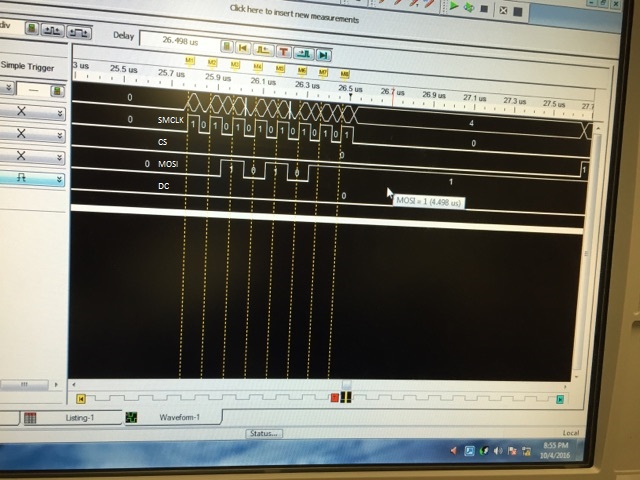 Click here to insert new measurements
div
Delay
26.498 us
Simple Trigger
M1 M2 M3 M4 M5 M6 M7 M8
3 us 25.5 us 25.7 us 25.9 us 26.1 us 26.3 us 26.5 us 26.7 us 26.9 us 27.1 us 27.3 us 27.5 us 27.7
0 4
X 0 SMCLK 1 0 1 0 1 0 1 0 1 0 1 0 1 0 1 0
X CS 0
X 0 MOSI 1 0 1 0 1 1
DC 0
MOSI = 1 (4.498 us)
Listing-1 Waveform-1
Status... Local
8:55 PM
10/4/2016